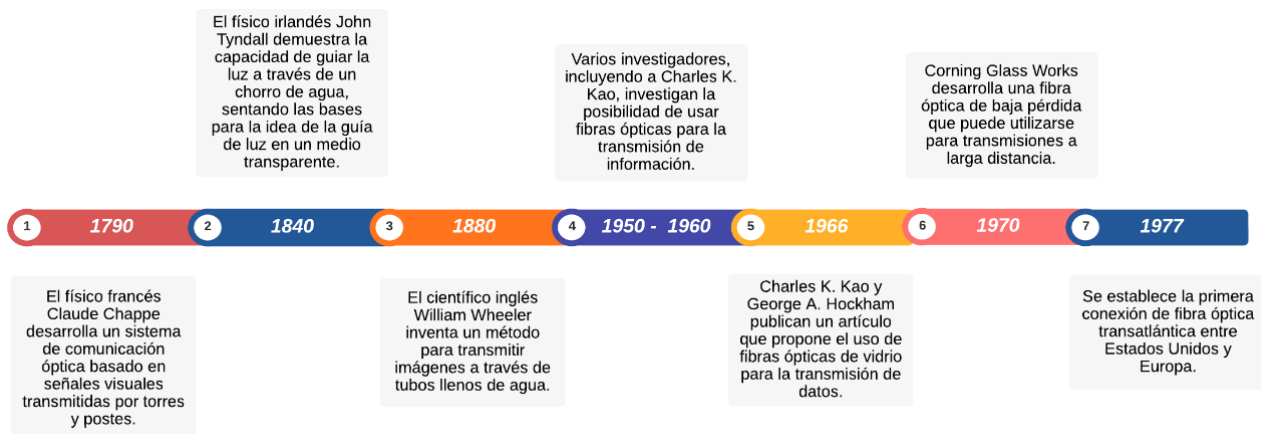 1
1790
El físico francés
Claude Chappe
desarrolla un sistema
de comunicación
óptica basado en
señales visuales
transmitidas por torres
y postes.
El físico irlandés John
Tyndall demuestra la
capacidad de guiar la
luz a través de un
chorro de agua,
sentando las bases
para la idea de la guía
de luz en un medio
transparente.
2
1840
3
1880
El científico inglés
William Wheeler
inventa un método
para transmitir
imágenes a través de
tubos llenos de agua.
Varios investigadores,
incluyendo a Charles K.
Kao, investigan la
posibilidad de usar
fibras ópticas para la
transmisión de
información.
4
1950 - 1960
5
1966
Charles K. Kao y
George A. Hockham
publican un artículo
que propone el uso de
fibras ópticas de vidrio
para la transmisión de
datos.
Corning Glass Works
desarrolla una fibra
óptica de baja pérdida
que puede utilizarse
para transmisiones a
larga distancia.
6
1970
7
1977
Se establece la primera
conexión de fibra óptica
transatlántica entre
Estados Unidos y
Europa.